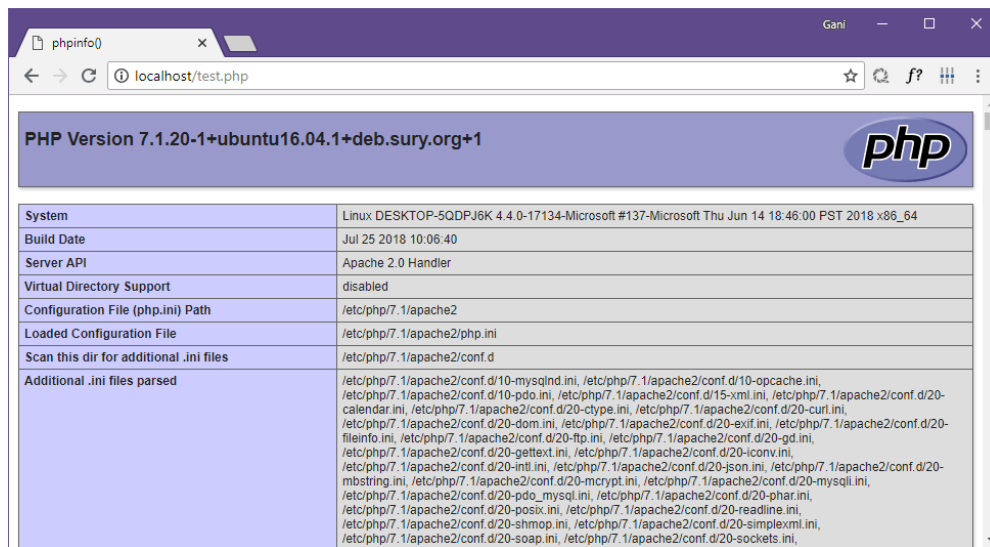 Gani
phpinfo()
localhost/test.php
f?
PHP Version 7.1.20-1+ubuntu16.04.1+deb.sury.org+1
php
System Linux DESKTOP-5QDPJ6K 4.4.0-17134-Microsoft #137-Microsoft Thu Jun 14 18:46:00 PST 2018 x86_64
Build Date Jul 25 2018 10:06:40
Server API Apache 2.0 Handler
Virtual Directory Support disabled
Configuration File (php.ini) Path /etc/php/7.1/apache2
Loaded Configuration File /etc/php/7.1/apache2/php.ini
Scan this dir for additional .ini files /etc/php/7.1/apache2/conf.d
Additional .ini files parsed /etc/php/7.1/apache2/conf.d/10-mysqlnd.ini, /etc/php/7.1/apache2/conf.d/10-opcache.ini,
/etc/php/7.1/apache2/conf.d/10-pdo.ini, /etc/php/7.1/apache2/conf.d/15-xml.ini, /etc/php/7.1/apache2/conf.d/20-
calendar.ini, /etc/php/7.1/apache2/conf.d/20-ctype.ini, /etc/php/7.1/apache2/conf.d/20-curl.ini,
/etc/php/7.1/apache2/conf.d/20-dom.ini, /etc/php/7.1/apache2/conf.d/20-exif.ini, /etc/php/7.1/apache2/conf.d/20-
fileinfo.ini, /etc/php/7.1/apache2/conf.d/20-ftp.ini, /etc/php/7.1/apache2/conf.d/20-gd.ini,
/etc/php/7.1/apache2/conf.d/20-gettext.ini, /etc/php/7.1/apache2/conf.d/20-iconv.ini,
/etc/php/7.1/apache2/conf.d/20-intl.ini, /etc/php/7.1/apache2/conf.d/20-json.ini, /etc/php/7.1/apache2/conf.d/20-
mbstring.ini, /etc/php/7.1/apache2/conf.d/20-mcrypt.ini, /etc/php/7.1/apache2/conf.d/20-mysqli.ini,
/etc/php/7.1/apache2/conf.d/20-pdo_mysql.ini, /etc/php/7.1/apache2/conf.d/20-phar.ini,
/etc/php/7.1/apache2/conf.d/20-posix.ini, /etc/php/7.1/apache2/conf.d/20-readline.ini,
/etc/php/7.1/apache2/conf.d/20-shmop.ini, /etc/php/7.1/apache2/conf.d/20-simplexml.ini,
/etc/php/7.1/apache2/conf.d/20-soap.ini, /etc/php/7.1/apache2/conf.d/20-sockets.ini,